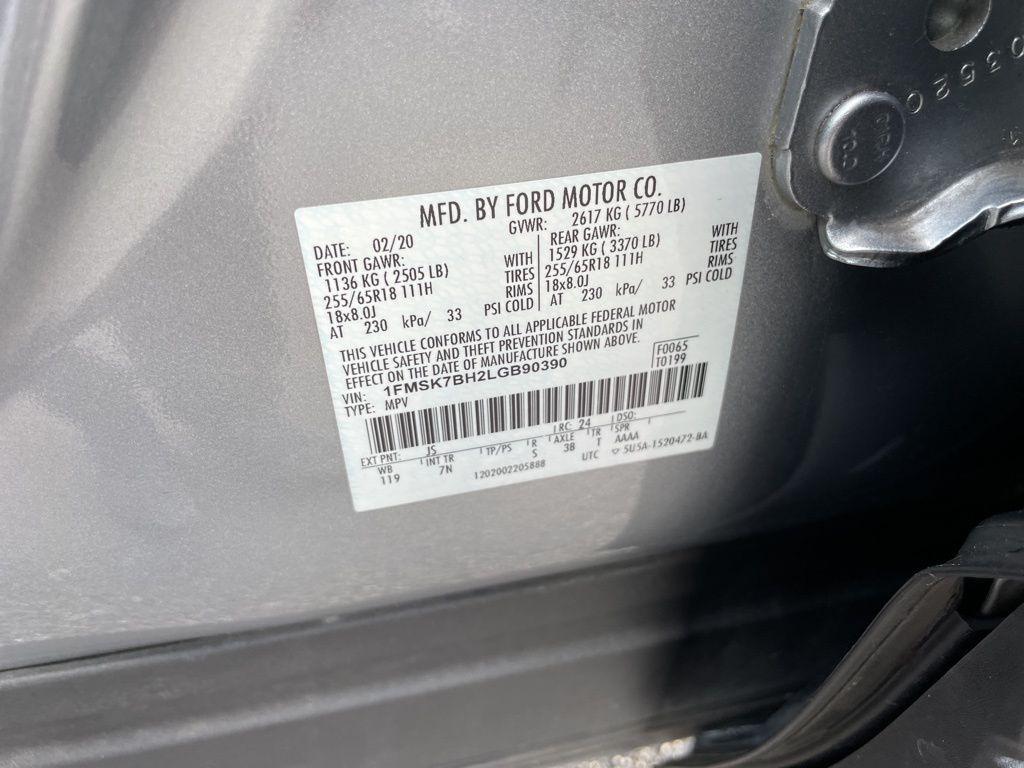 MFD. BY FORD MOTOR CO.
DATE: 02/20 GVWR: 2617 KG ( 5770 LB)
FRONT GAWR: WITH REAR GAWR: WITH
1136 KG ( 2505 LB) TIRES 1529 KG ( 3370 LB) TIRES
255/65R18 111H RIMS 255/65R18 111H RIMS
18x8.0J PSI COLD 18x8.0J PSI COLD
AT 230 kPa/ 33 AT 230 kPa/ 33
THIS VEHICLE CONFORMS TO ALL APPLICABLE FEDERAL MOTOR
VEHICLE SAFETY AND THEFT PREVENTION STANDARDS IN
EFFECT ON THE DATE OF MANUFACTURE SHOWN ABOVE.
VIN: 1FMSK7BH2LGB90390 F0065
TYPE: MPV T0199
EXT PNT: JS RC: 24 DSO:
WB INT TR TP/PS R AXLE TR SPR
119 7N S 38 T AAAA
1202002205888 UTC 5U5A-1520472-BA
03520